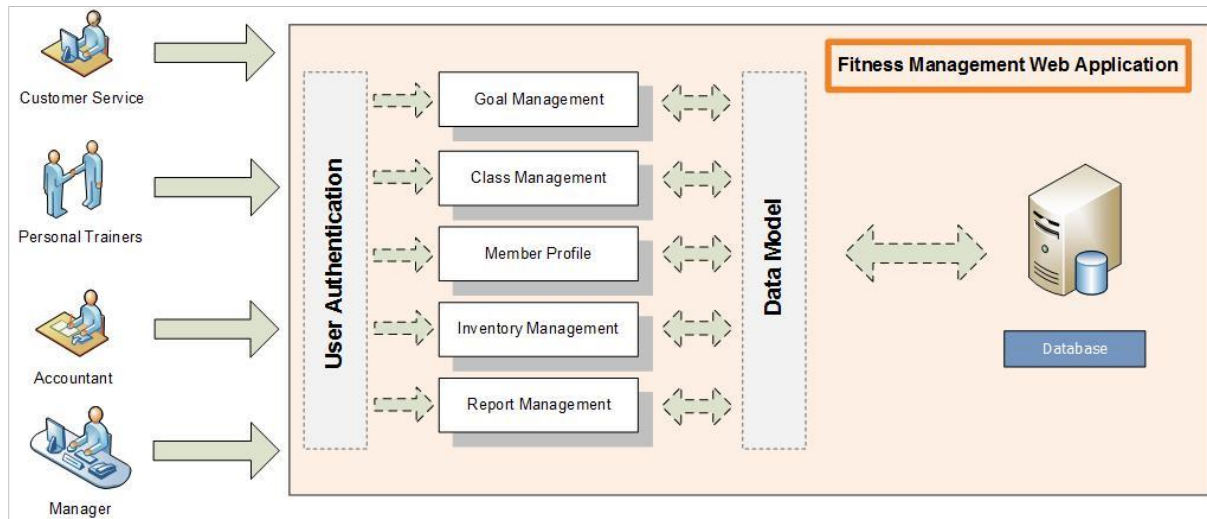 Customer Service
Personal Trainers
Accountant
Manager
User Authentication
Goal Management
Class Management
Member Profile
Inventory Management
Report Management
Data Model
Fitness Management Web Application
Database